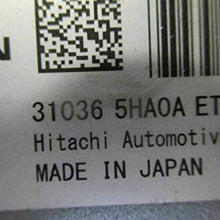 N
31036 5HA0A ET
Hitachi Automotiv
MADE IN JAPAN